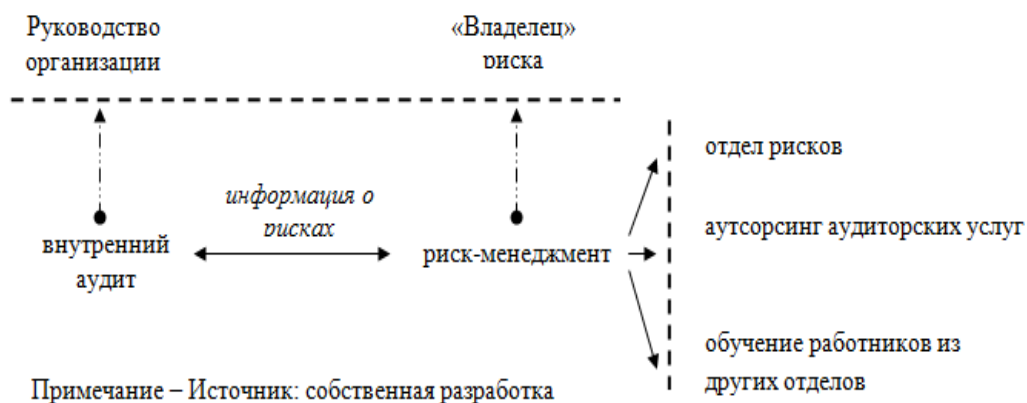 Руководство
организации
«Владелец»
риска
отдел рисков
информация о
рисках
аутсорсинг аудиторских услуг
внутренний
аудит
риск-менеджмент
обучение работников из
других отделов
Примечание – Источник: собственная разработка